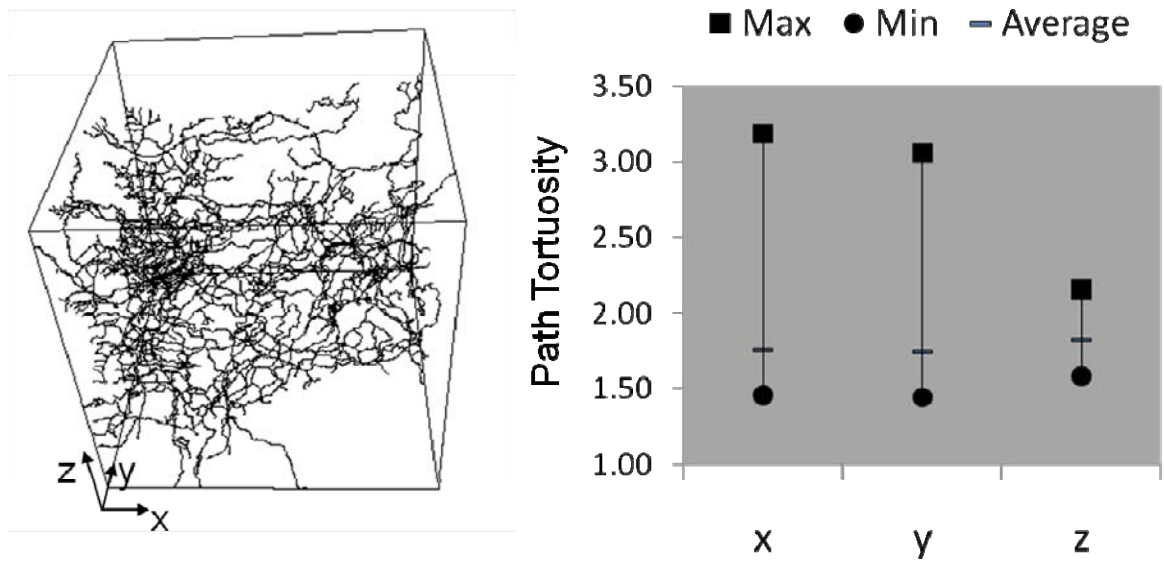 z
y
x
Max Min Average
Path Tortuosity
3.50
3.00
2.50
2.00
1.50
1.00
x y z